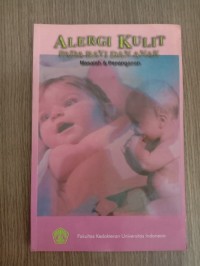 ALERGI KULIT
PADA BAYI DAN ANAK
Masalah & Penanganan
Fakultas Kedokteran Universitas Indonesia